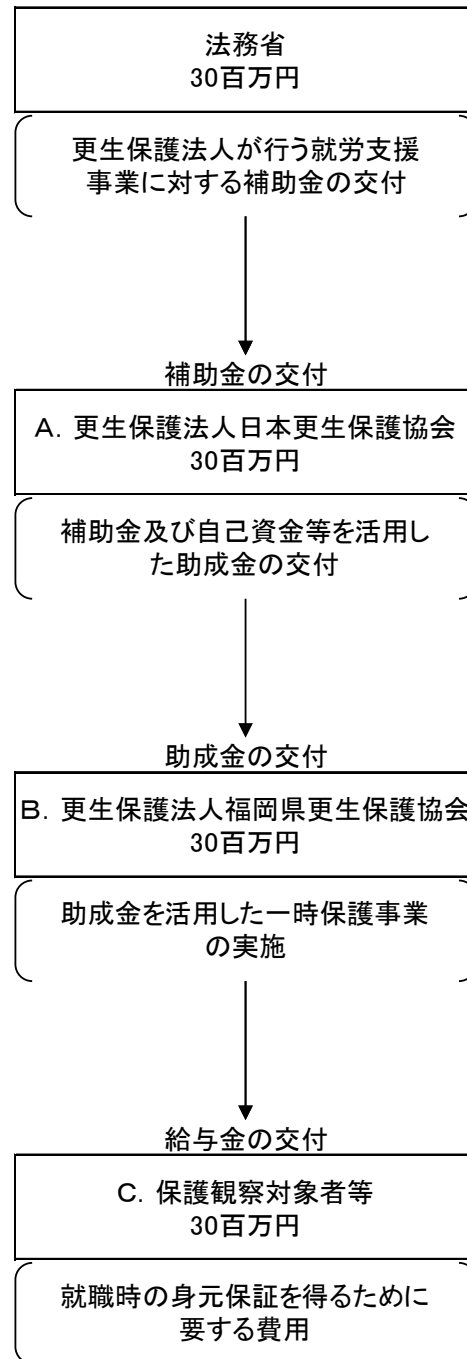 法務省
30百万円
更生保護法人が行う就労支援
事業に対する補助金の交付
補助金の交付
A．更生保護法人日本更生保護協会
30百万円
補助金及び自己資金等を活用し
た助成金の交付
助成金の交付
B．更生保護法人福岡県更生保護協会
30百万円
助成金を活用した一時保護事業
の実施
給与金の交付
C．保護観察対象者等
30百万円
就職時の身元保証を得るために
要する費用